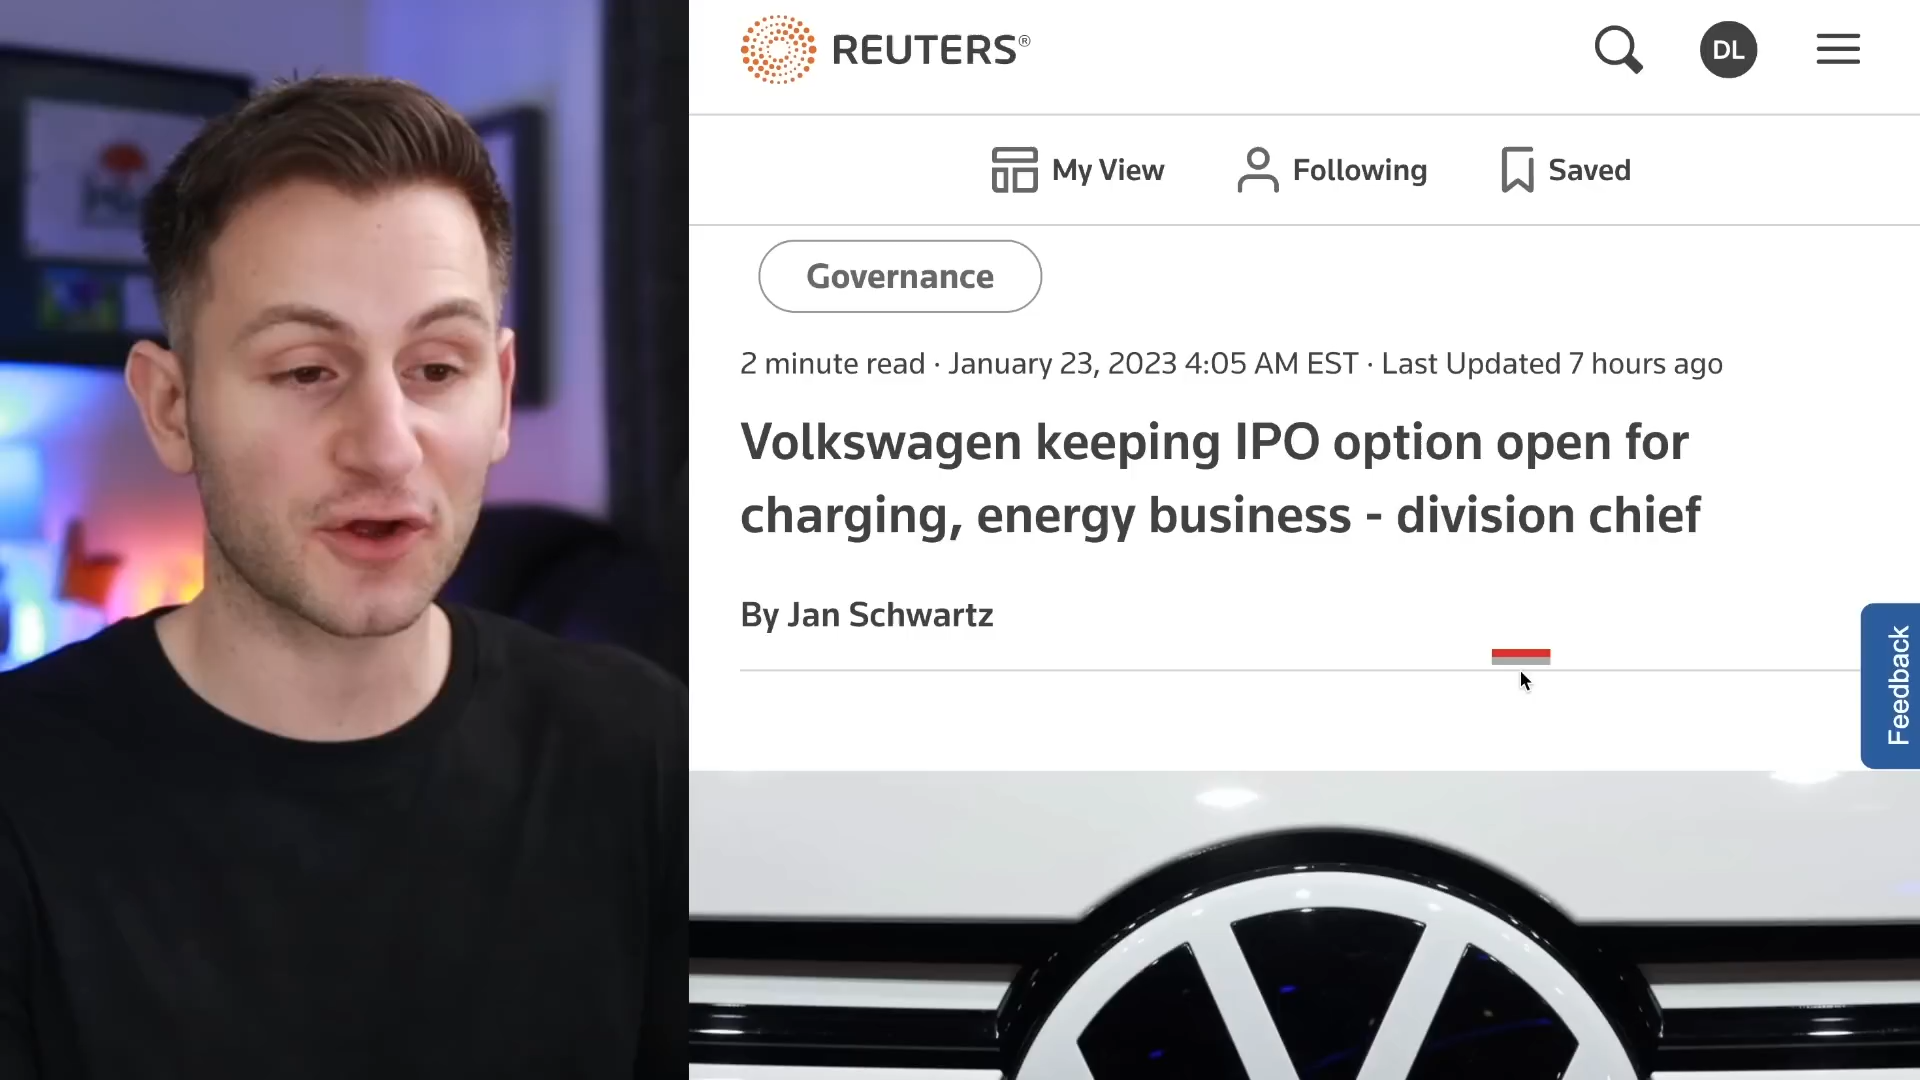 REUTERS®
DL
My View
Following
Saved
Governance
2 minute read · January 23, 2023 4:05 AM EST · Last Updated 7 hours ago
Volkswagen keeping IPO option open for
charging, energy business - division chief
By Jan Schwartz
Feedback